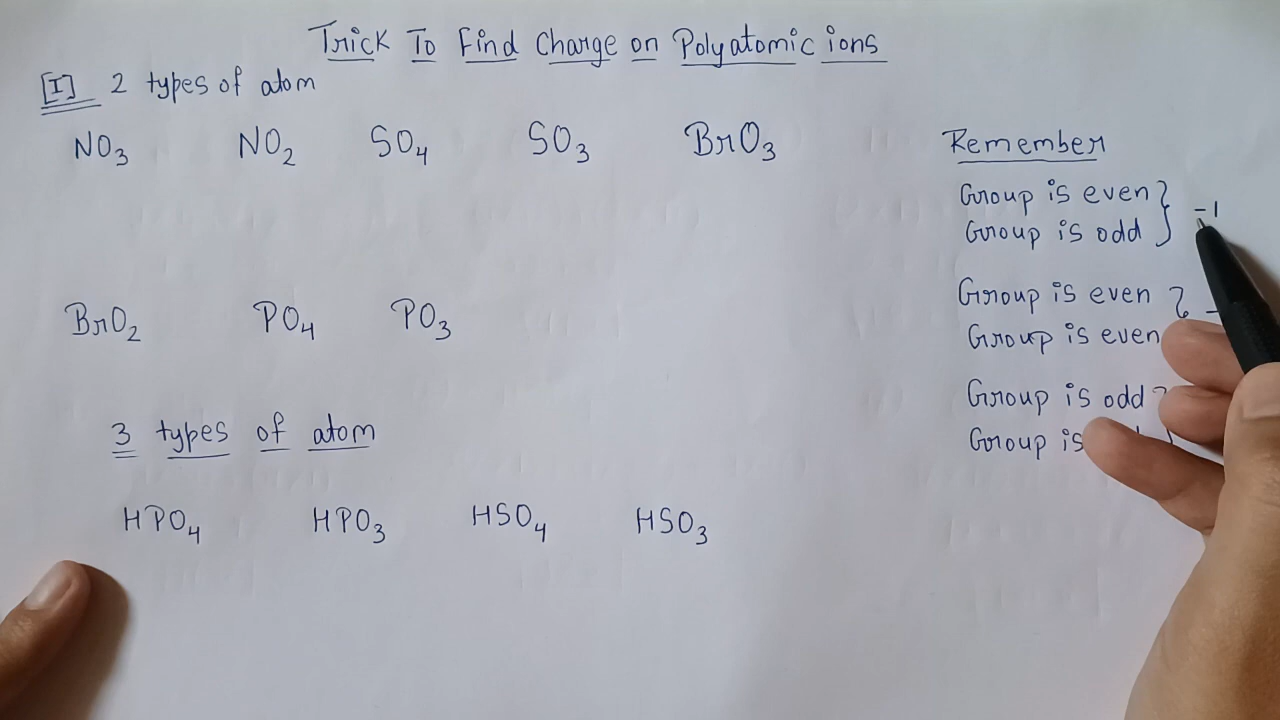 Trick To Find Charge on Polyatomic ions
[I] 2 types of atom
NO3 NO2 SO4 SO3 BrO3
BrO2 PO4 PO3
3 types of atom
HPO4 HPO3 HSO4 HSO3
Remember
Group is even
Group is odd } -1
Group is even
Group is even
Group is odd
Group is